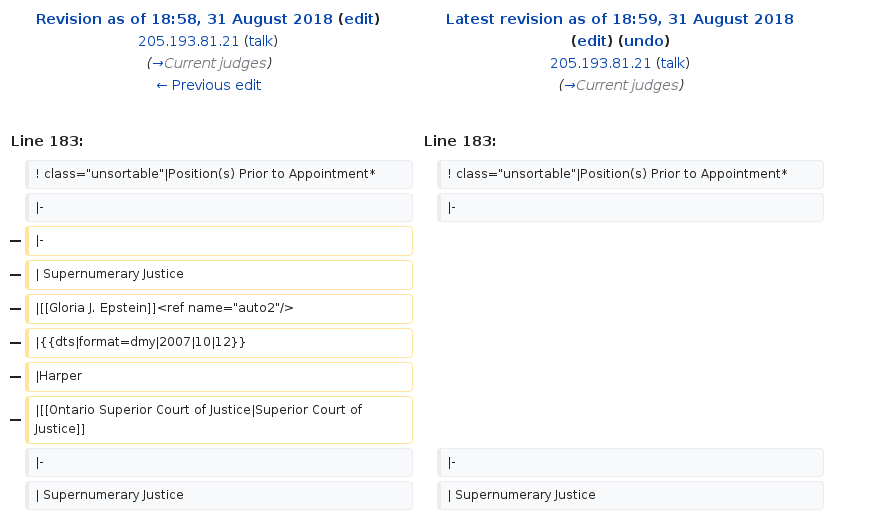 Revision as of 18:58, 31 August 2018 (edit)
205.193.81.21 (talk)
(→Current judges)
← Previous edit
Latest revision as of 18:59, 31 August 2018
(edit) (undo)
205.193.81.21 (talk)
(→Current judges)
Line 183:
Line 183:
! class="unsortable"|Position(s) Prior to Appointment*
! class="unsortable"|Position(s) Prior to Appointment*
|-
|-
− |-
− | Supernumerary Justice
− |[[Gloria J. Epstein]]<ref name="auto2"/>
− |{{dts|format=dmy|2007|10|12}}
− |Harper
− |[[Ontario Superior Court of Justice|Superior Court of
Justice]]
|-
|-
| Supernumerary Justice
| Supernumerary Justice